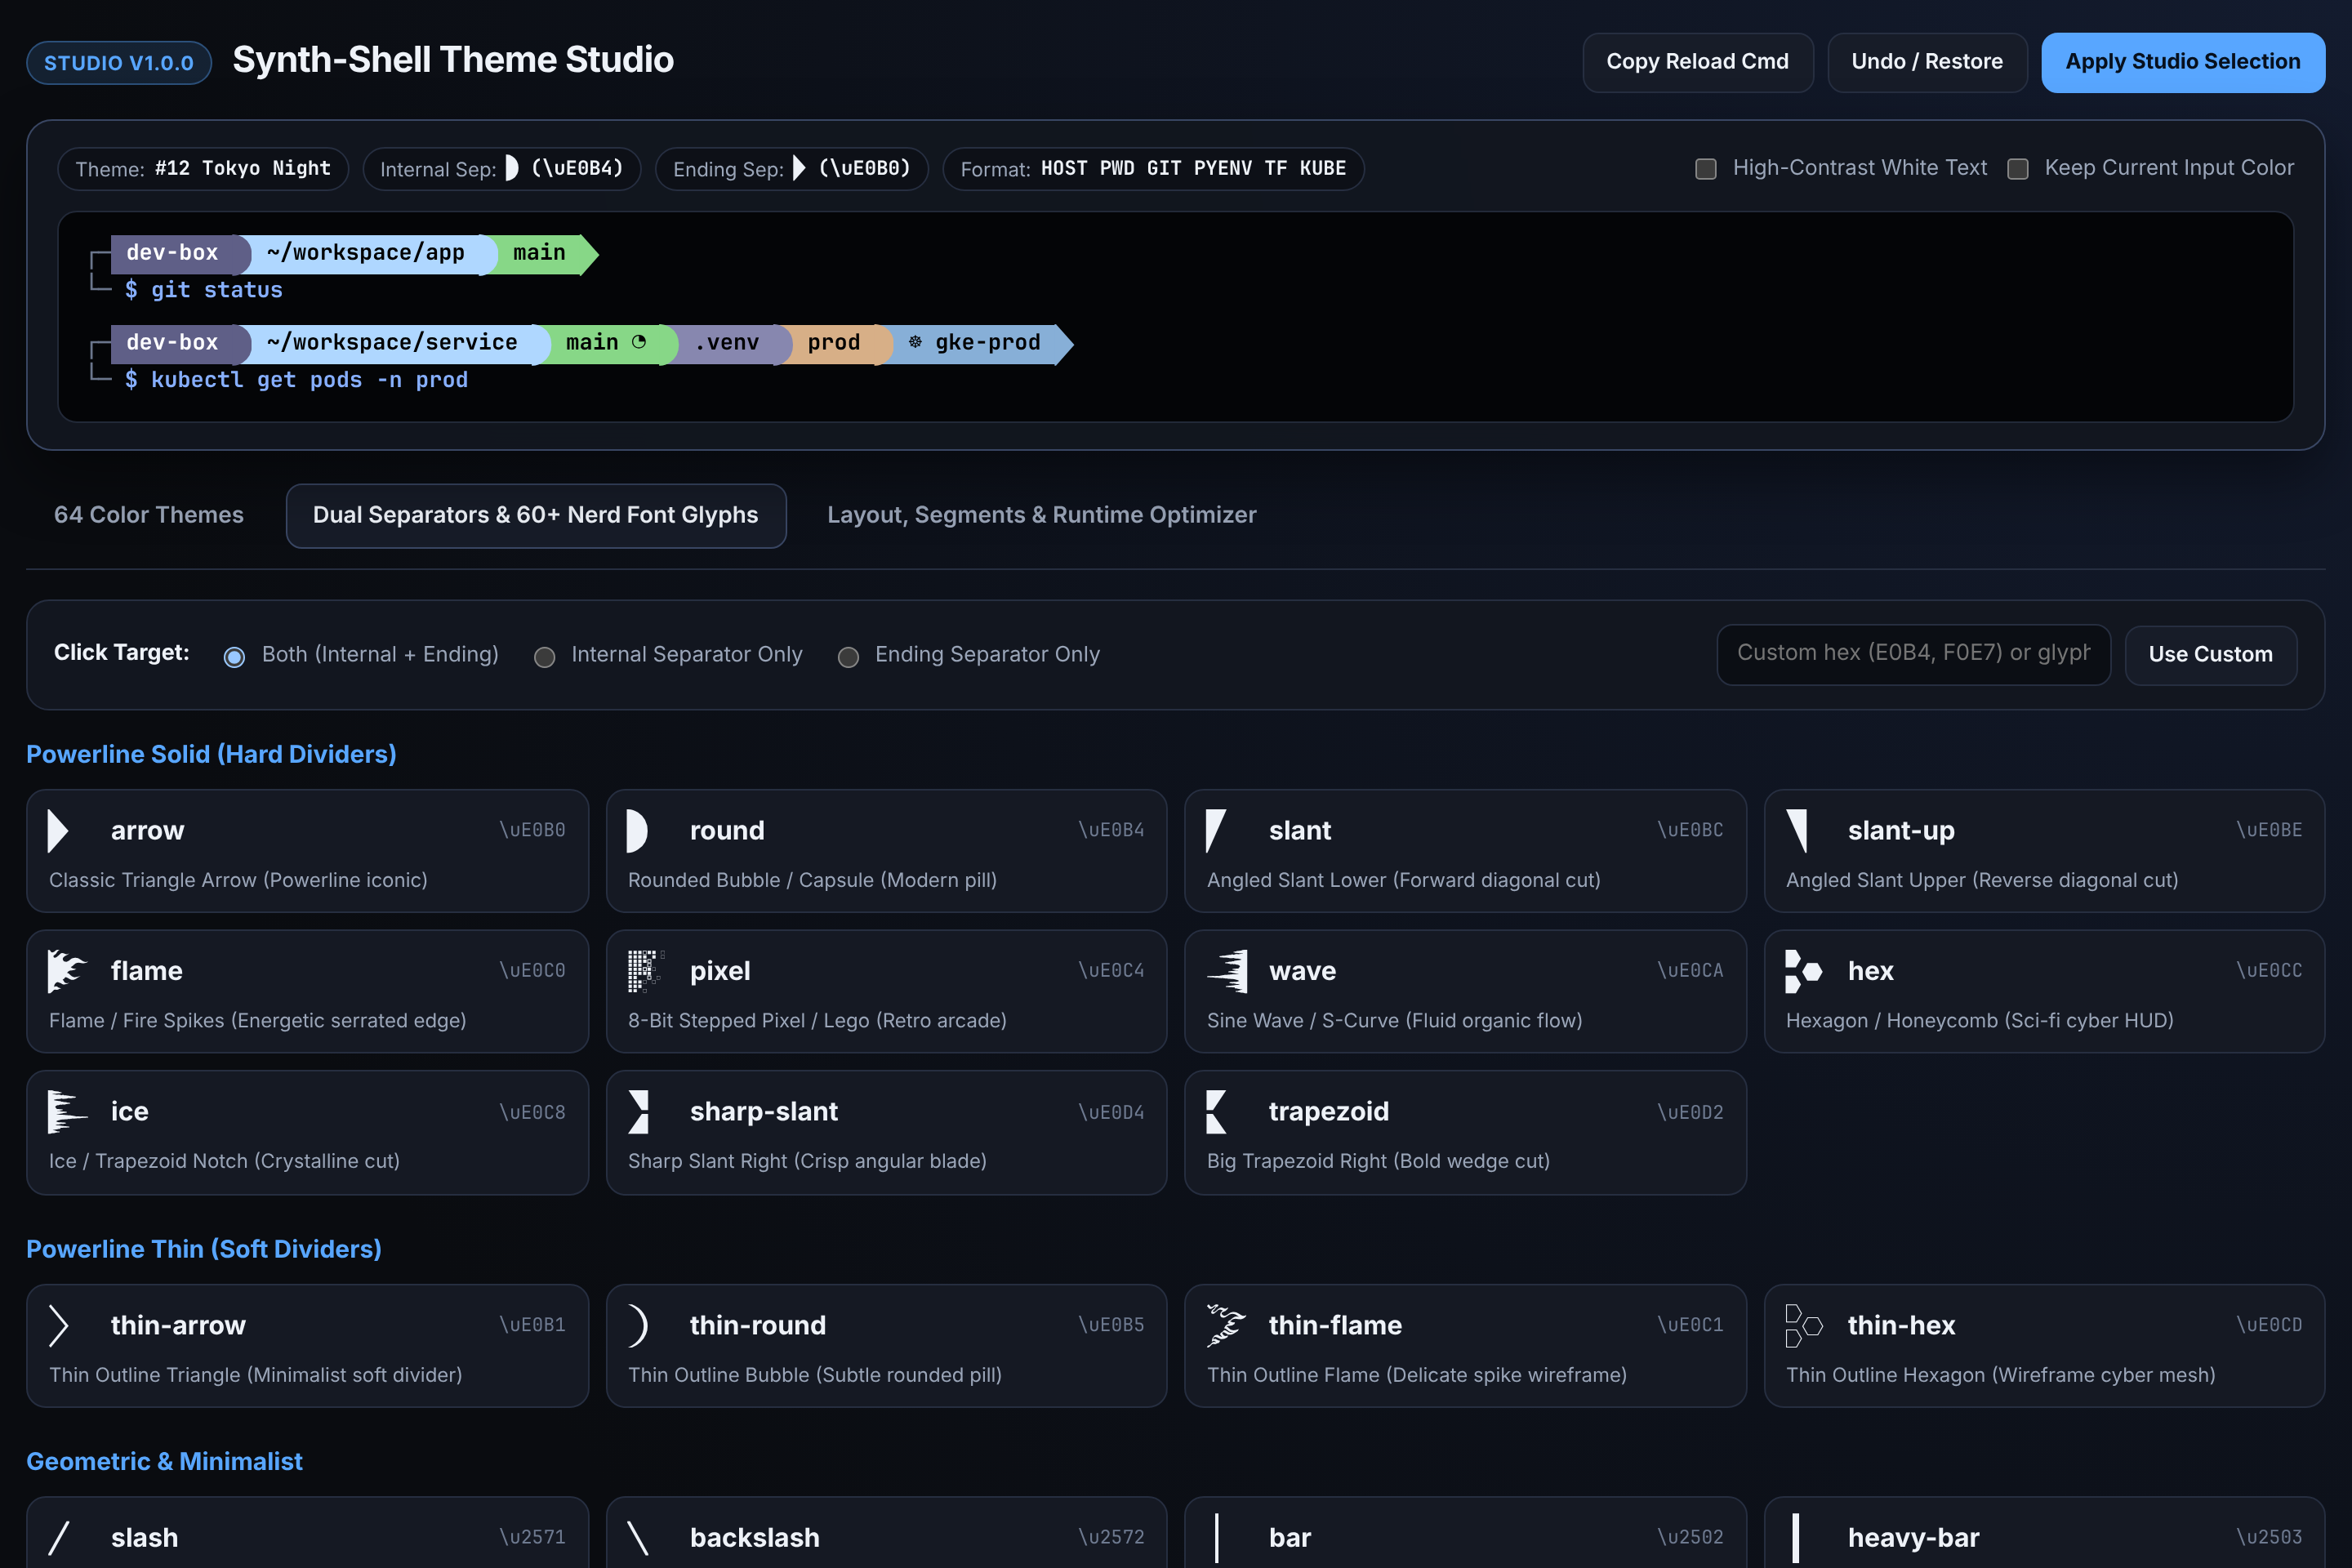 STUDIO V1.0.0 Synth-Shell Theme Studio Copy Reload Cmd Undo / Restore Apply Studio Selection
Theme: #12 Tokyo Night Internal Sep: (\uE0B4) Ending Sep: (\uE0B0) Format: HOST PWD GIT PYENV TF KUBE High-Contrast White Text Keep Current Input Color
dev-box ~/workspace/app main
$ git status
dev-box ~/workspace/service main ◔ .venv prod ☸ gke-prod
$ kubectl get pods -n prod
64 Color Themes Dual Separators & 60+ Nerd Font Glyphs Layout, Segments & Runtime Optimizer
Click Target: Both (Internal + Ending) Internal Separator Only Ending Separator Only Custom hex (E0B4, F0E7) or glyph Use Custom
Powerline Solid (Hard Dividers)
arrow \uE0B0 round \uE0B4 slant \uE0BC slant-up \uE0BE
Classic Triangle Arrow (Powerline iconic) Rounded Bubble / Capsule (Modern pill) Angled Slant Lower (Forward diagonal cut) Angled Slant Upper (Reverse diagonal cut)
flame \uE0C0 pixel \uE0C4 wave \uE0CA hex \uE0CC
Flame / Fire Spikes (Energetic serrated edge) 8-Bit Stepped Pixel / Lego (Retro arcade) Sine Wave / S-Curve (Fluid organic flow) Hexagon / Honeycomb (Sci-fi cyber HUD)
ice \uE0C8 sharp-slant \uE0D4 trapezoid \uE0D2
Ice / Trapezoid Notch (Crystalline cut) Sharp Slant Right (Crisp angular blade) Big Trapezoid Right (Bold wedge cut)
Powerline Thin (Soft Dividers)
thin-arrow \uE0B1 thin-round \uE0B5 thin-flame \uE0C1 thin-hex \uE0CD
Thin Outline Triangle (Minimalist soft divider) Thin Outline Bubble (Subtle rounded pill) Thin Outline Flame (Delicate spike wireframe) Thin Outline Hexagon (Wireframe cyber mesh)
Geometric & Minimalist
╱ slash \u2571 ╲ backslash \u2572 │ bar \u2502 ┃ heavy-bar \u2503